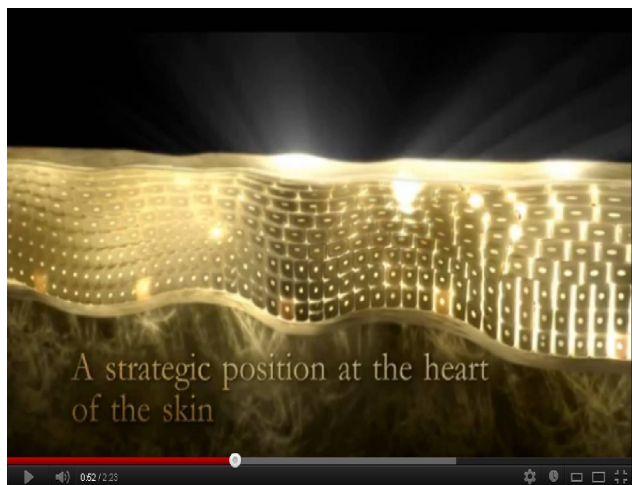 A strategic position at the heart
of the skin
0:52 / 2:23